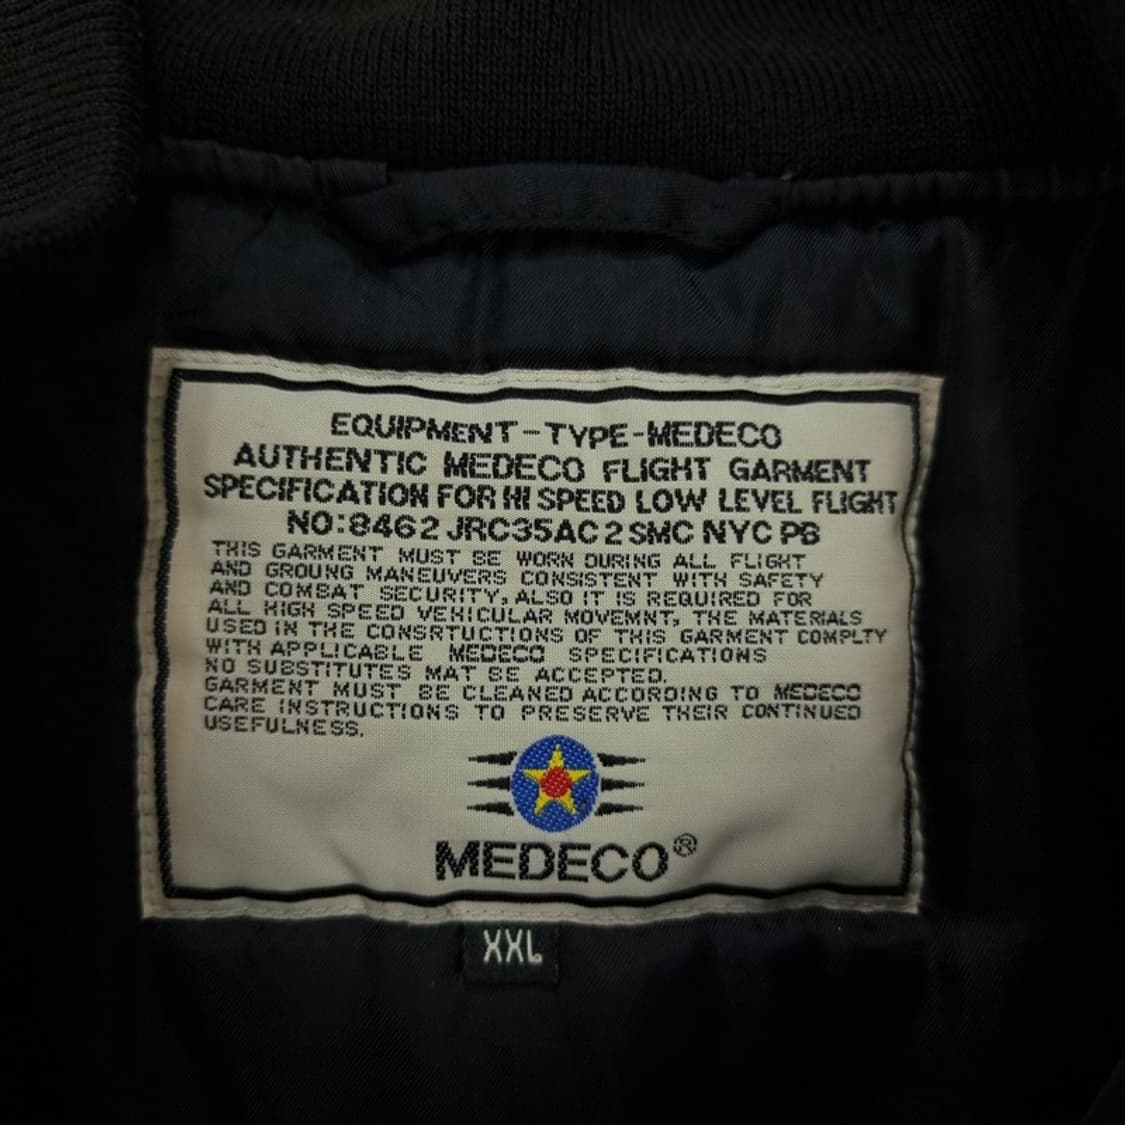 EQUIPMENT-TYPE-MEDECO
AUTHENTIC MEDECO FLIGHT GARMENT
SPECIFICATION FOR HI SPEED LOW LEVEL FLIGHT
NO:8462 JRC35AC2 SMC NYC PB
THIS GARMENT MUST BE WORN DURING ALL FLIGHT
AND GROUNG MANEUVERS CONSISTENT WITH SAFETY
AND COMBAT SECURITY, ALSO IT IS REQUIRED FOR
ALL HIGH SPEED VEHICULAR MOVEMNT, THE MATERIALS
USED IN THE CONSRTUCTIONS OF THIS GARMENT COMPLTY
WITH APPLICABLE MEDECO SPECIFICATIONS
NO SUBSTITUTES MAT BE ACCEPTED.
GARMENT MUST BE CLEANED ACCORDING TO MEDECO
CARE INSTRUCTIONS TO PRESERVE THEIR CONTINUED
USEFULNESS.
MEDECO®
XXL